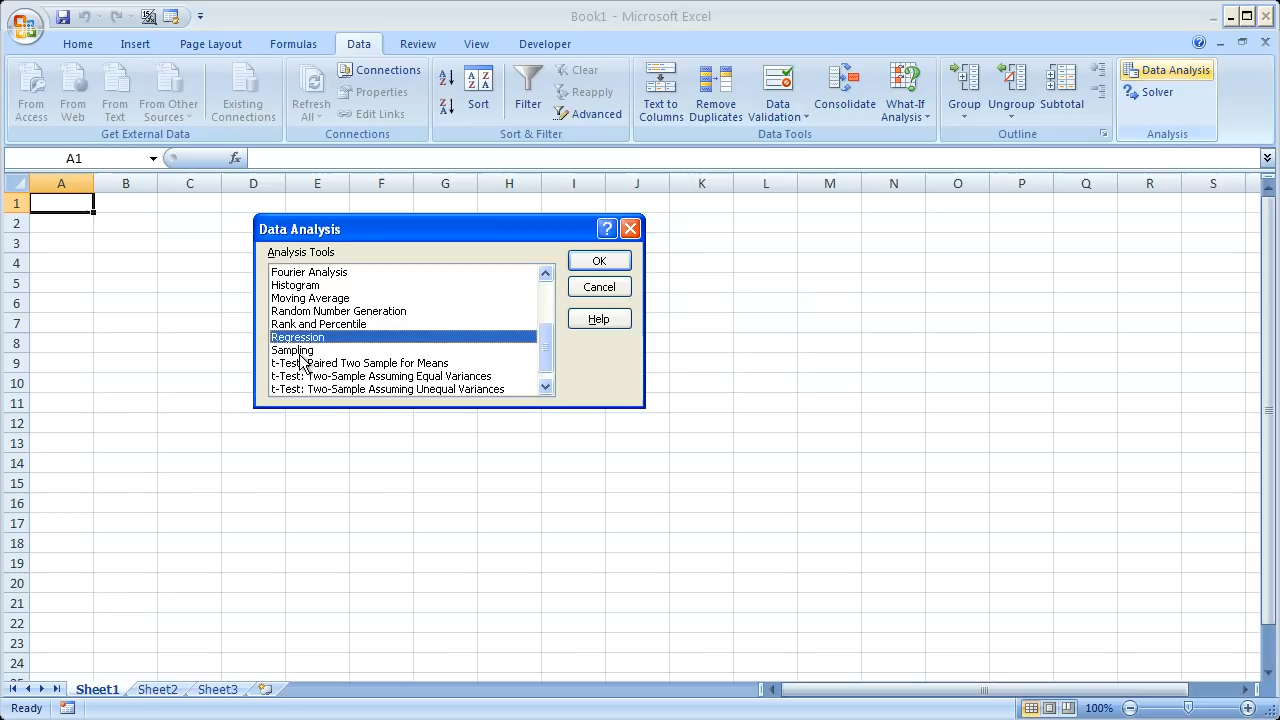 Book1 - Microsoft Excel
Home Insert Page Layout Formulas Data Review View Developer
From Access
From Web
From Text
From Other Sources
Existing Connections
Get External Data
Refresh All
Connections
Properties
Edit Links
Connections
Sort
Filter
Clear
Reapply
Advanced
Sort & Filter
Text to Columns
Remove Duplicates
Data Validation
Consolidate
What-If Analysis
Data Tools
Group
Ungroup
Subtotal
Outline
Data Analysis
Solver
Analysis
A1 fx
A B C D E F G H I J K L M N O P Q R S
1
2
3
4
5
6
7
8
9
10
11
12
13
14
15
16
17
18
19
20
21
22
23
24
Data Analysis
Analysis Tools
Fourier Analysis
Histogram
Moving Average
Random Number Generation
Rank and Percentile
Regression
Sampling
t-Test: Paired Two Sample for Means
t-Test: Two-Sample Assuming Equal Variances
t-Test: Two-Sample Assuming Unequal Variances
OK
Cancel
Help
Sheet1 Sheet2 Sheet3
Ready 100%